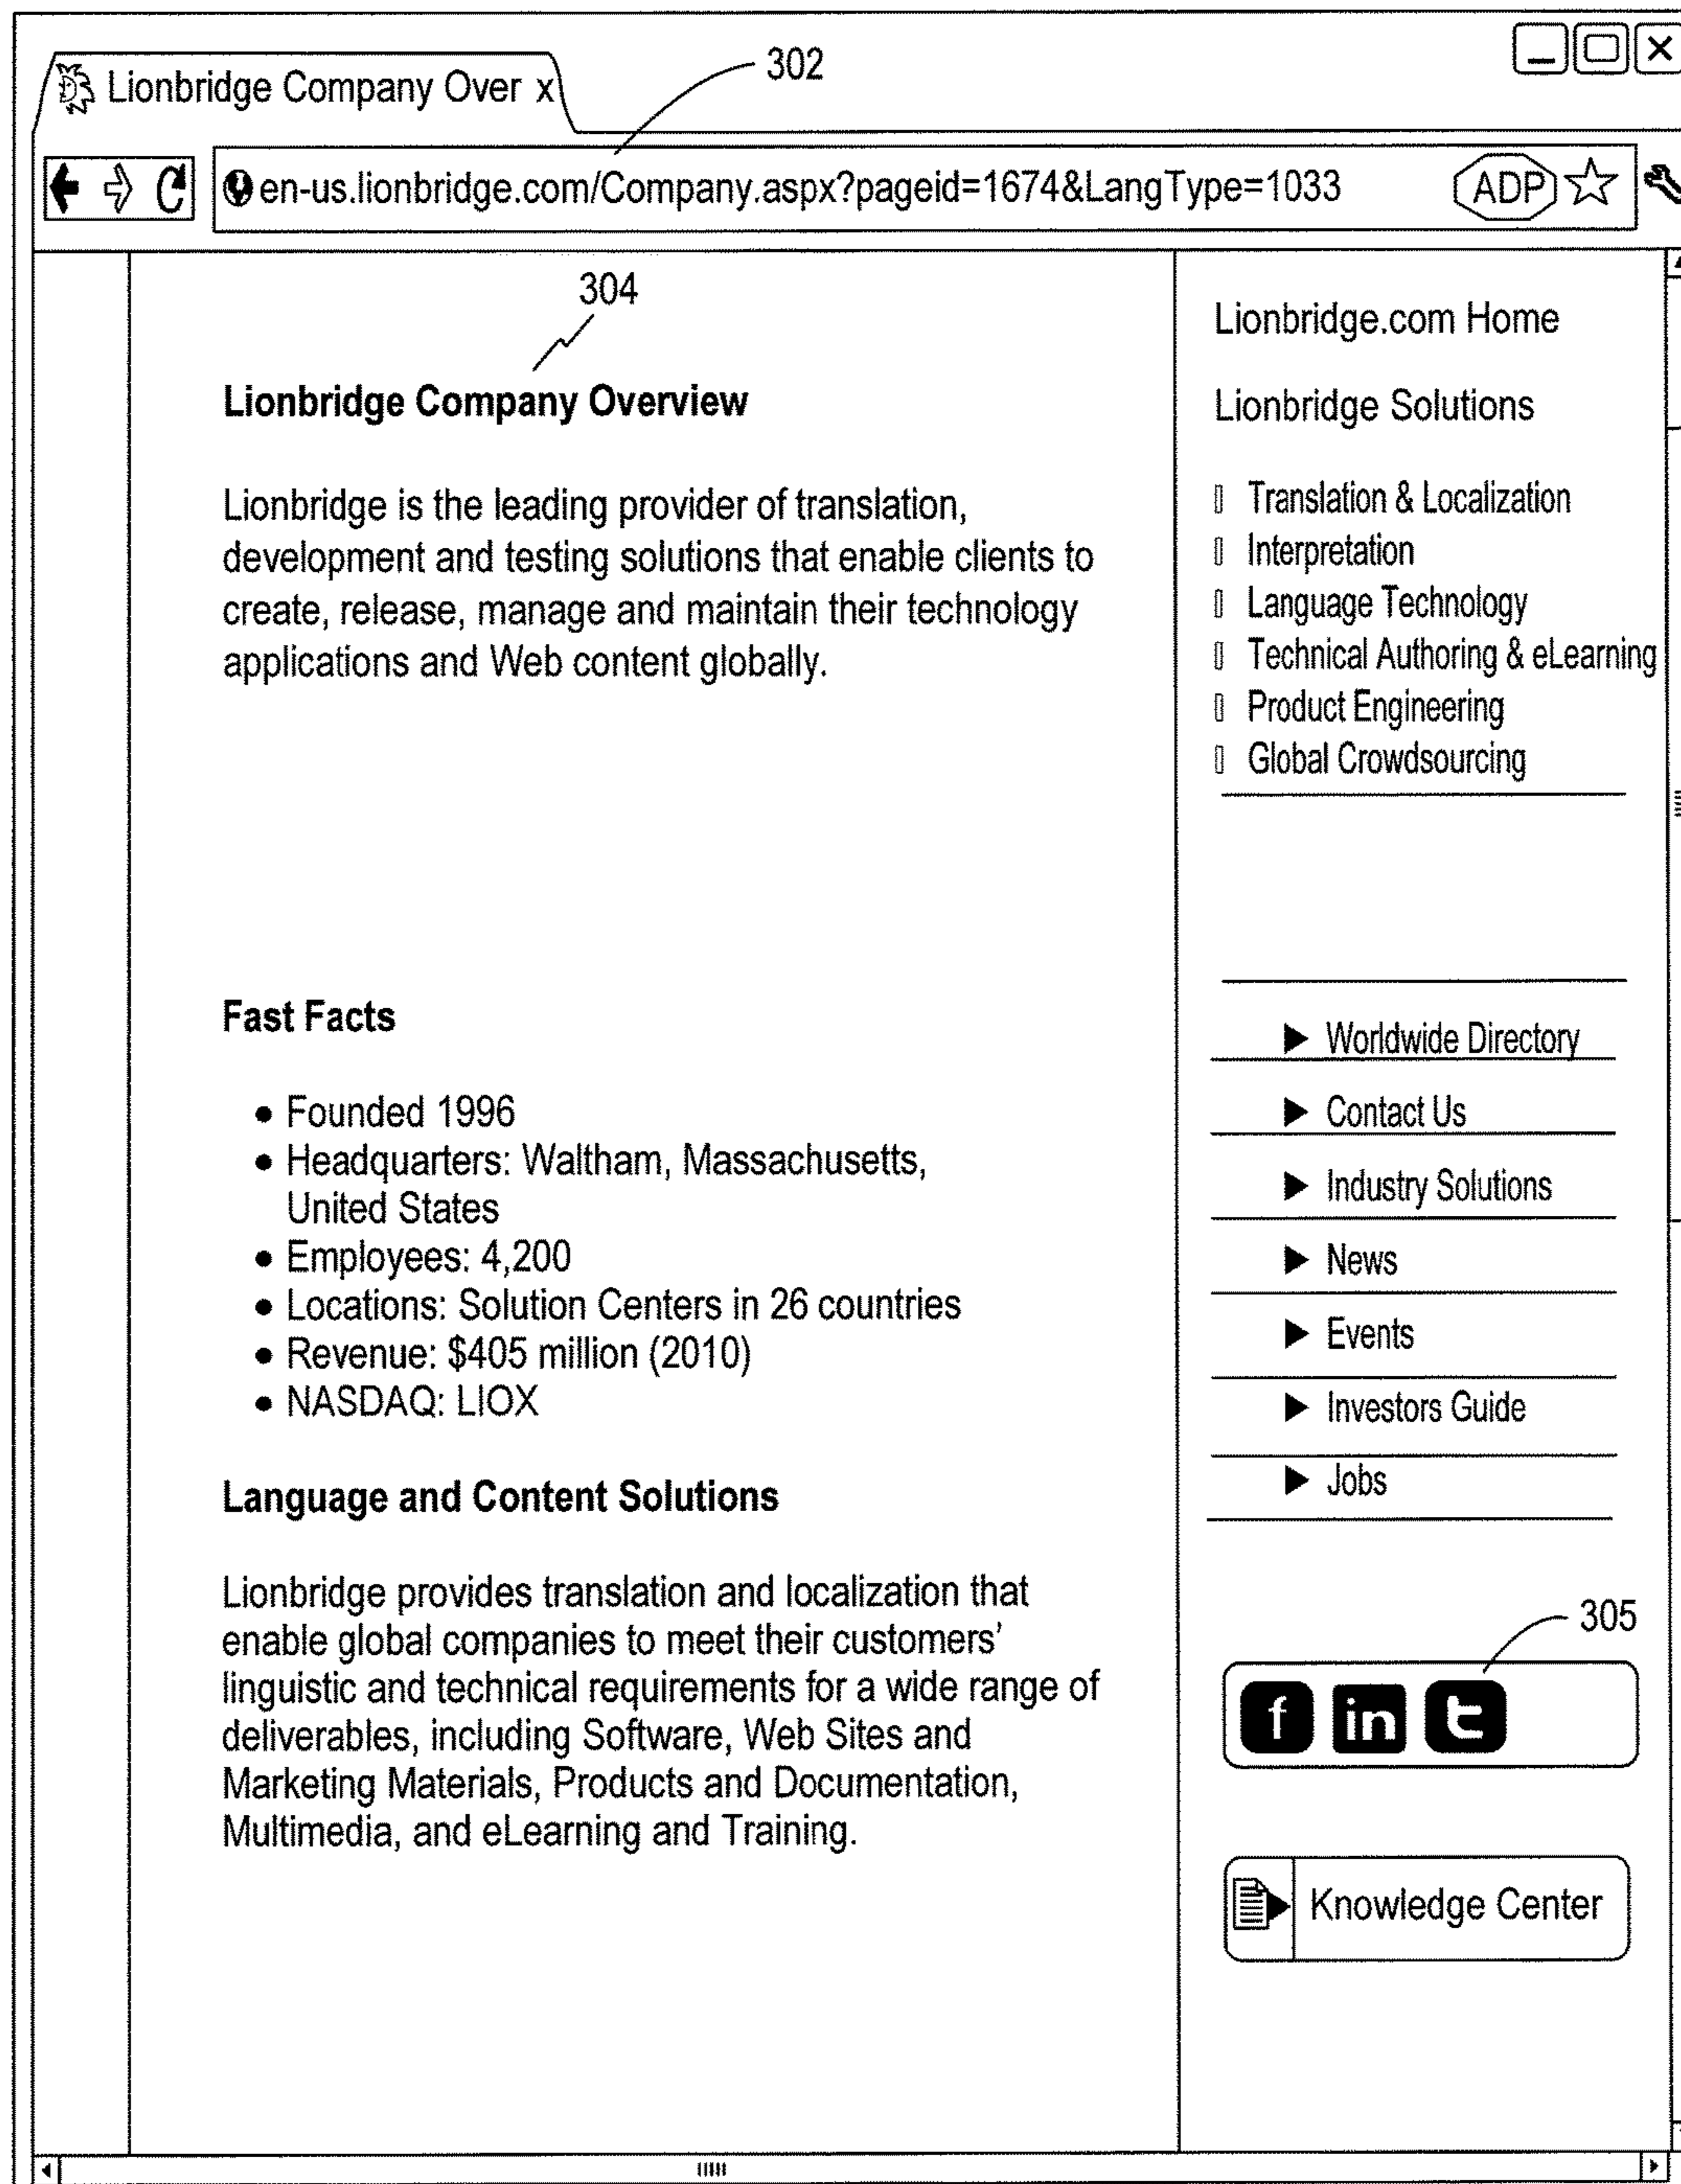 302
Lionbridge Company Over x
en-us.lionbridge.com/Company.aspx?pageid=1674&LangType=1033
ADP
304
Lionbridge Company Overview
Lionbridge is the leading provider of translation,
development and testing solutions that enable clients to
create, release, manage and maintain their technology
applications and Web content globally.
Fast Facts
• Founded 1996
• Headquarters: Waltham, Massachusetts,
United States
• Employees: 4,200
• Locations: Solution Centers in 26 countries
• Revenue: $405 million (2010)
• NASDAQ: LIOX
Language and Content Solutions
Lionbridge provides translation and localization that
enable global companies to meet their customers'
linguistic and technical requirements for a wide range of
deliverables, including Software, Web Sites and
Marketing Materials, Products and Documentation,
Multimedia, and eLearning and Training.
Lionbridge.com Home
Lionbridge Solutions
Translation & Localization
Interpretation
Language Technology
Technical Authoring & eLearning
Product Engineering
Global Crowdsourcing
Worldwide Directory
Contact Us
Industry Solutions
News
Events
Investors Guide
Jobs
305
f in t
Knowledge Center